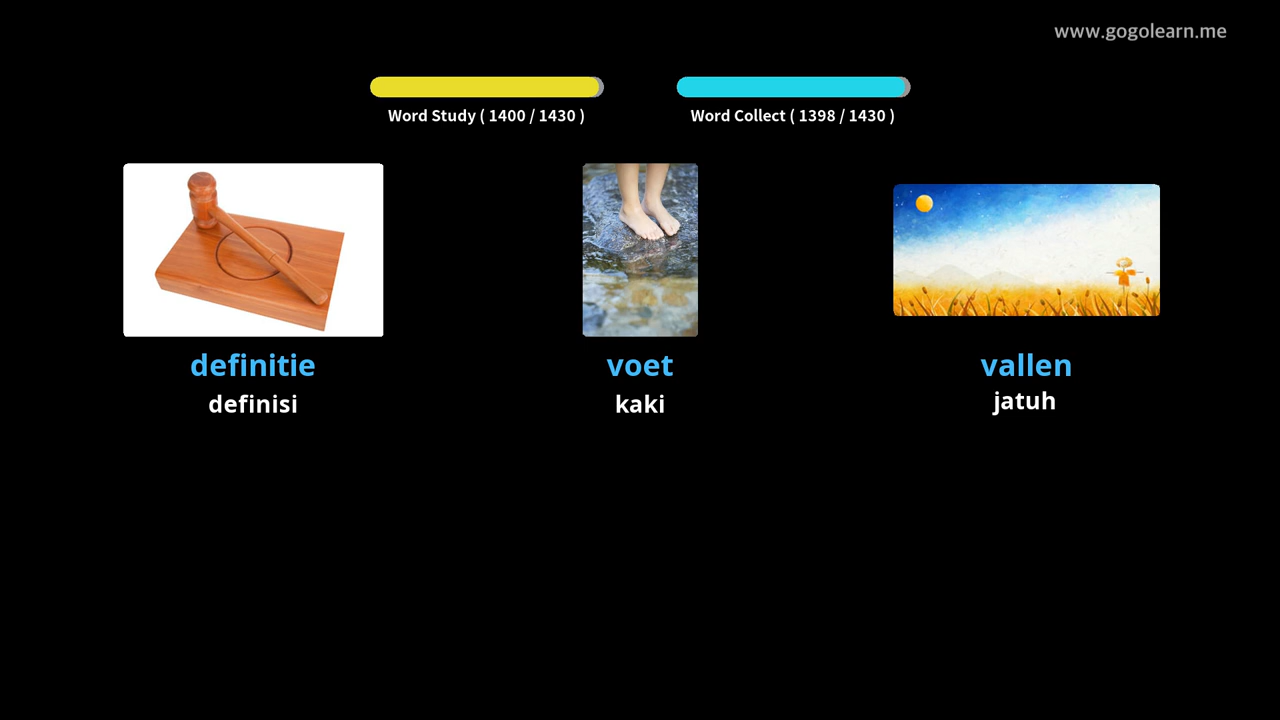 www.gogolearn.me
Word Study ( 1400 / 1430 )
Word Collect ( 1398 / 1430 )
definitie
definisi
voet
kaki
vallen
jatuh